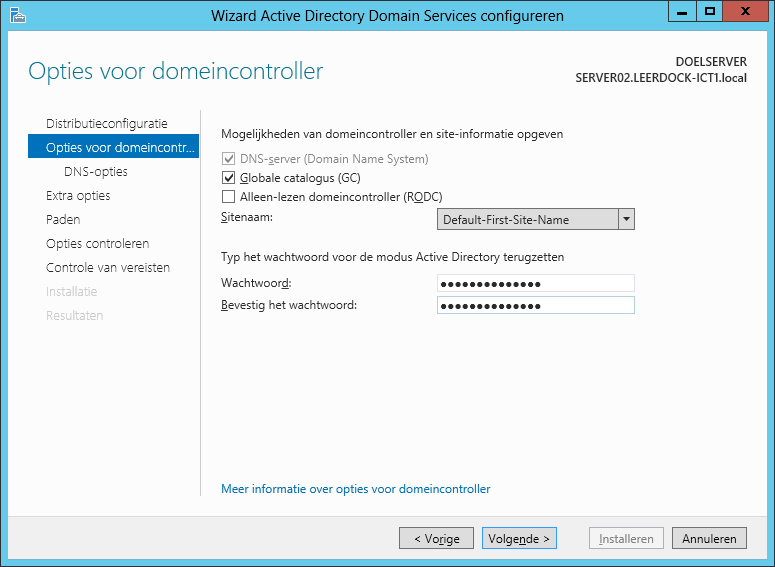 Wizard Active Directory Domain Services configureren
Opties voor domeincontroller
DOELSERVER
SERVER02.LEERDOCK-ICT1.local
Distributieconfiguratie
Opties voor domeincontr...
DNS-opties
Extra opties
Paden
Opties controleren
Controle van vereisten
Installatie
Resultaten
Mogelijkheden van domeincontroller en site-informatie opgeven
DNS-server (Domain Name System)
Globale catalogus (GC)
Alleen-lezen domeincontroller (RODC)
Sitenaam: Default-First-Site-Name
Typ het wachtwoord voor de modus Active Directory terugzetten
Wachtwoord: ●●●●●●●●●●●●●●
Bevestig het wachtwoord: ●●●●●●●●●●●●●●
Meer informatie over opties voor domeincontroller
< Vorige Volgende > Installeren Annuleren